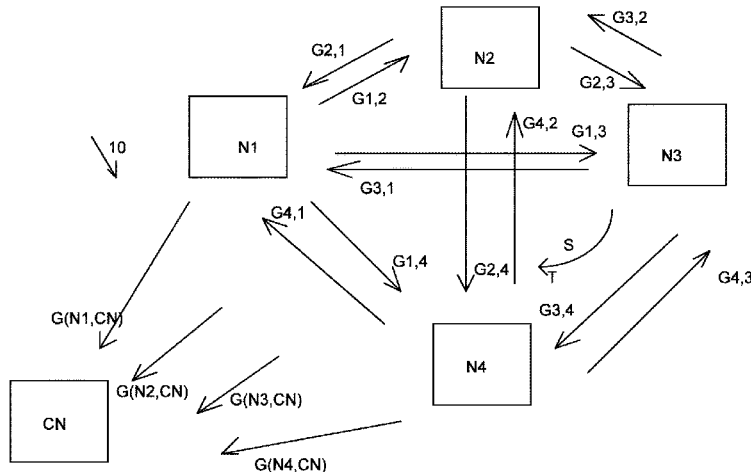 G3,2
G2,1
N2
G1,2
G2,3
10
N1
G4,2
G1,3
N3
G3,1
G4,1
S
G1,4
G2,4
T
G4,3
G(N1,CN)
G3,4
N4
G(N2,CN)
G(N3,CN)
CN
G(N4,CN)